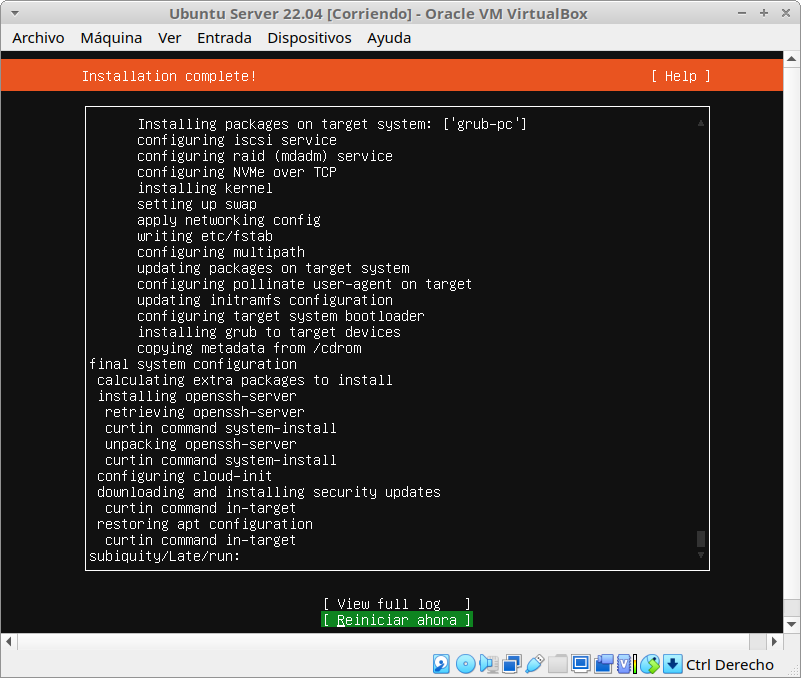 Ubuntu Server 22.04 [Corriendo] - Oracle VM VirtualBox
Archivo Máquina Ver Entrada Dispositivos Ayuda
Installation complete! [ Help ]
Installing packages on target system: ['grub-pc']
configuring iscsi service
configuring raid (mdadm) service
configuring NVMe over TCP
installing kernel
setting up swap
apply networking config
writing etc/fstab
configuring multipath
updating packages on target system
configuring pollinate user-agent on target
updating initramfs configuration
configuring target system bootloader
installing grub to target devices
copying metadata from /cdrom
final system configuration
calculating extra packages to install
installing openssh-server
retrieving openssh-server
curtin command system-install
unpacking openssh-server
curtin command system-install
configuring cloud-init
downloading and installing security updates
curtin command in-target
restoring apt configuration
curtin command in-target
subiquity/Late/run:
[ View full log ]
[ Reiniciar ahora ]
Ctrl Derecho